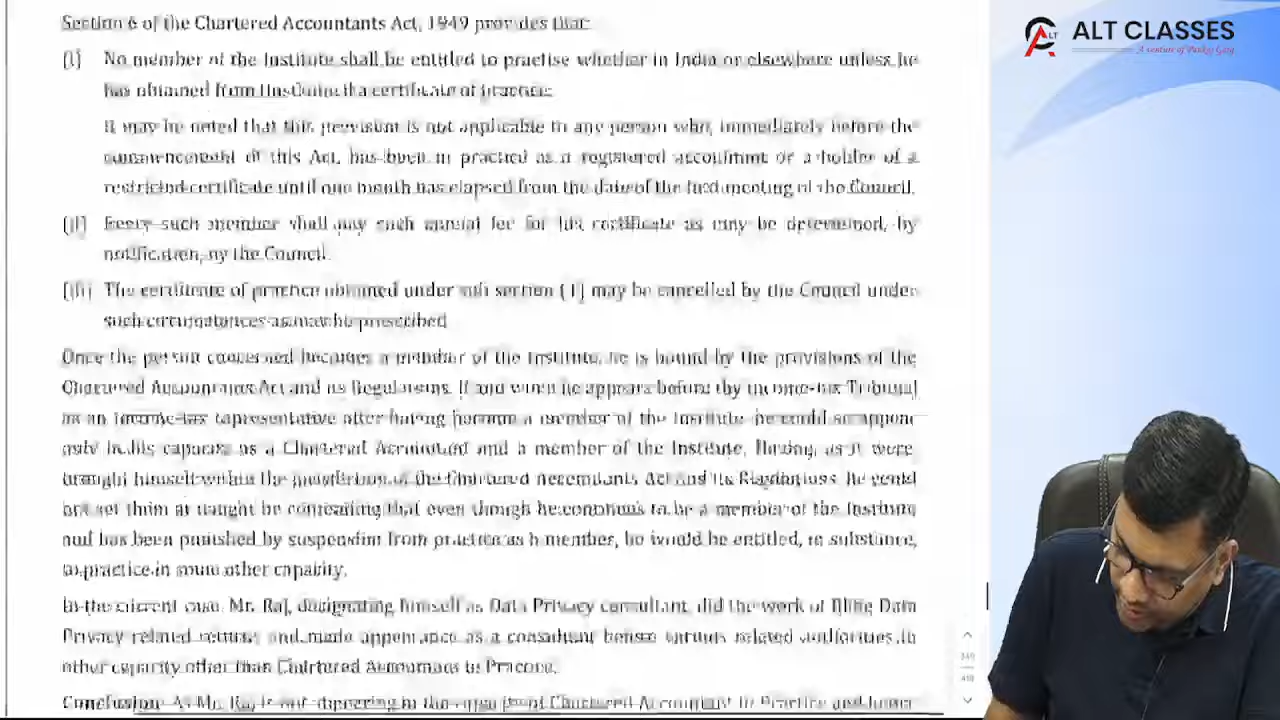 Section 6 of the Chartered Accountants Act, 1949 provides that:
ALT CLASSES
A venture of Pankaj Garg
(i) No member of the Institute shall be entitled to practise whether in India or elsewhere unless he
has obtained from Institute a certificate of practice.
It may be noted that this provision is not applicable to any person who, immediately before the
commencement of this Act, has been in practice as a registered accountant or a holder of a
restricted certificate until one month has elapsed from the date of the first meeting of the Council.
(ii) Every such member shall pay such annual fee for his certificate as may be determined, by
notification, by the Council.
(iii) The certificate of practice obtained under sub section (1) may be cancelled by the Council under
such circumstances as may be prescribed
Once the person concerned becomes a member of the Institute, he is bound by the provisions of the
Chartered Accountants Act and its Regulations. If and when he appears before the income-tax Tribunal
as an income-tax representative after having become a member of the Institute he could so appear
only in his capacity as a Chartered Accountant and a member of the Institute. Having, as it were
brought himself within the jurisdiction of the Chartered Accountants Act and its Regulations, he could
not set them at naught by contending that even though he continues to be a member of the Institute
and has been punished by suspension from practice as a member, he would be entitled, in substance,
to practice in some other capacity.
In the current case Mr. Raj, designating himself as Data Privacy consultant, did the work of filing Data
Privacy related returns and made appearance as a consultant before various related authorities in
other capacity other than Chartered Accountant in Practice.
Conclusion: As Mr. Raj is not appearing in the capacity of Chartered Accountant in Practice and